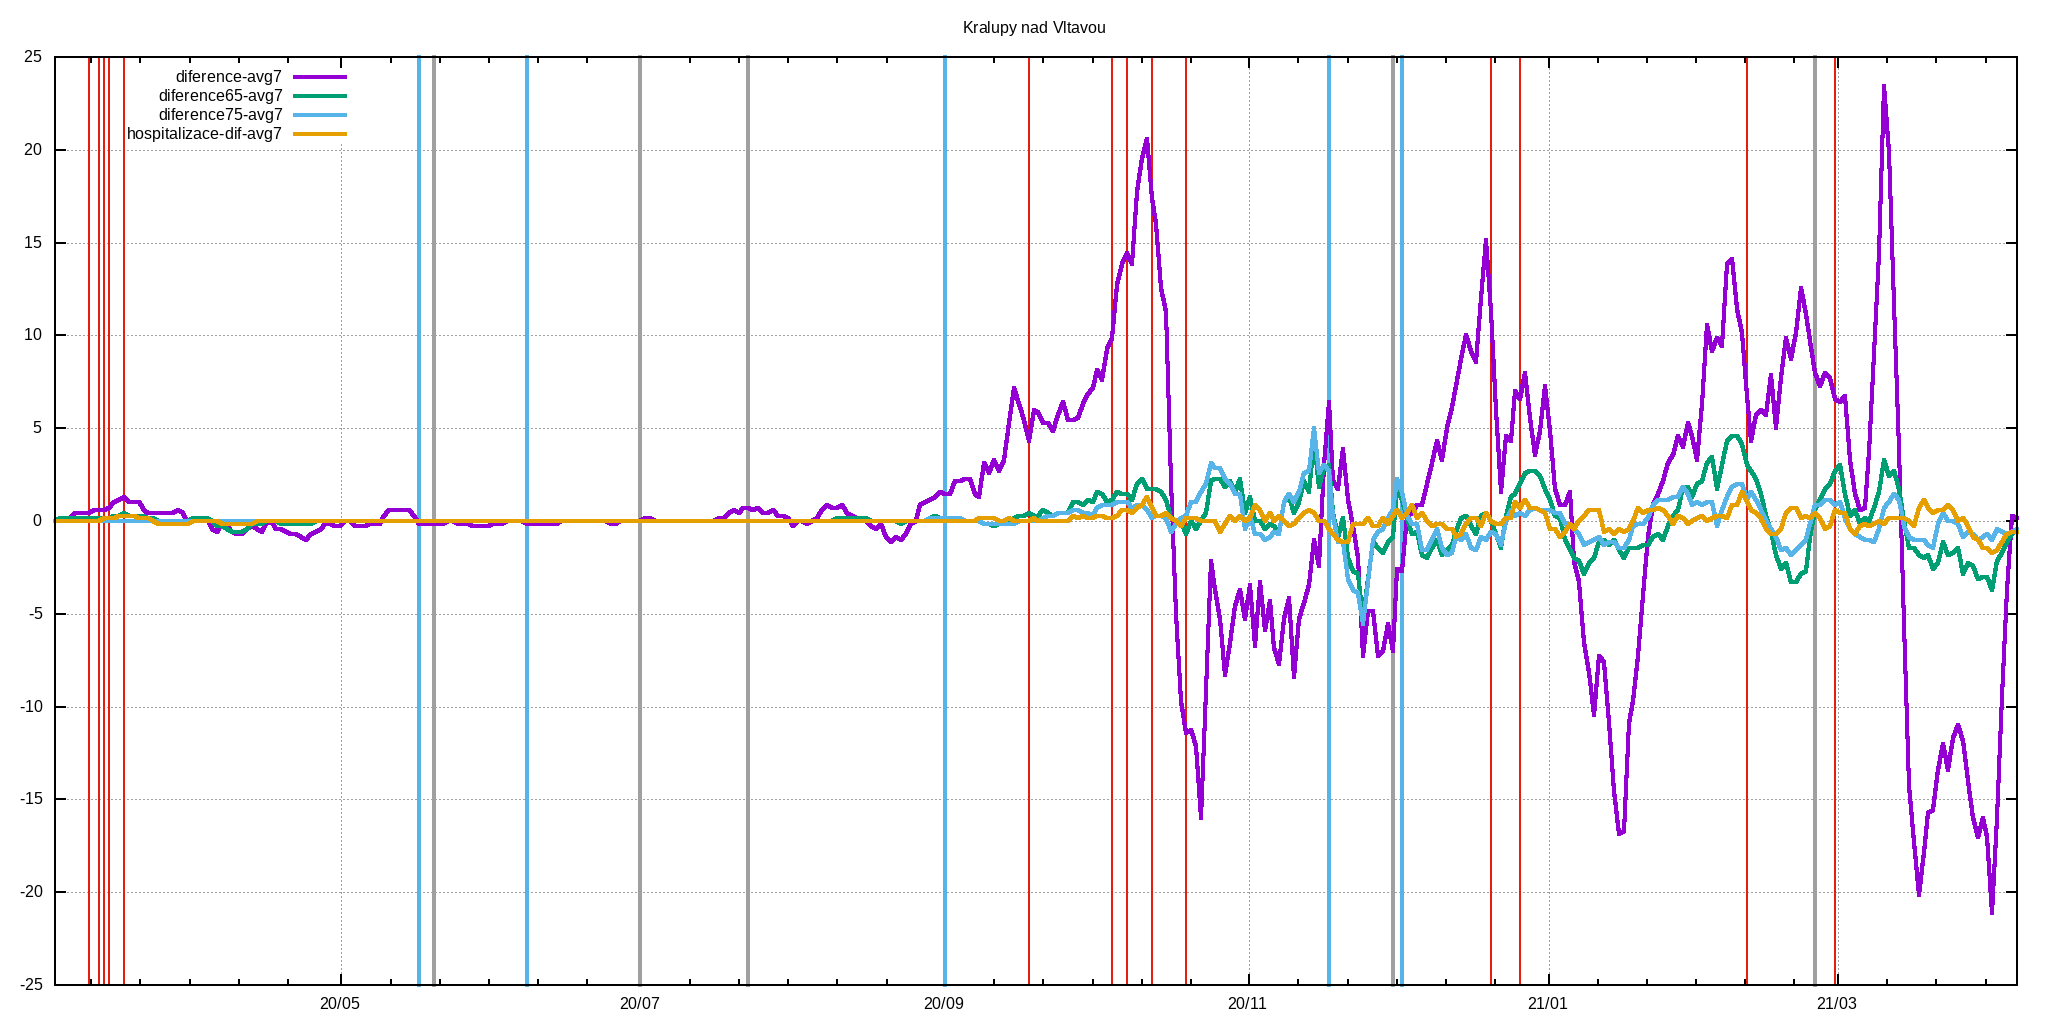 Kralupy nad Vltavou
25
diference-avg7
diference65-avg7
diference75-avg7
hospitalizace-dif-avg7
20
15
10
5
0
-5
-10
-15
-20
-25
20/05 20/07 20/09 20/11 21/01 21/03